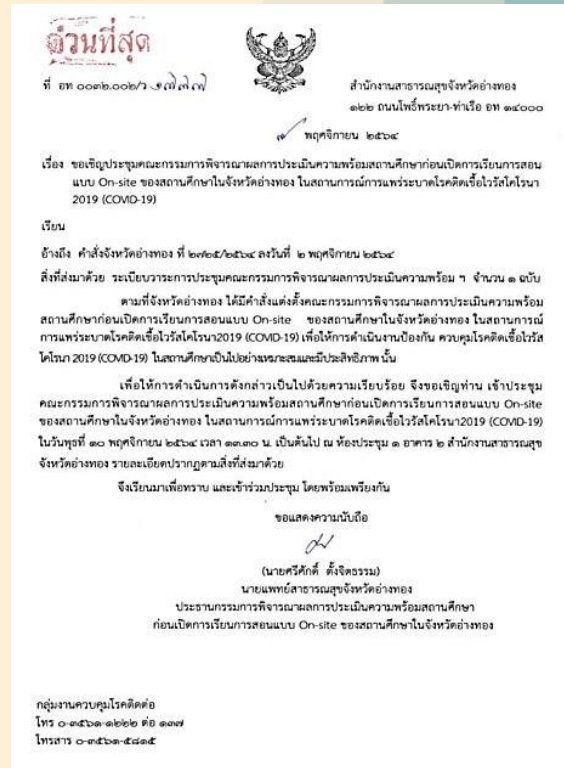 ด่วนที่สุด
ที่ อท ๐๐๓๒.๐๐๒/ว ๑๗๗๗
สำนักงานสาธารณสุขจังหวัดอ่างทอง
๑๒๒ ถนนโพธิ์พระยา-ท่าเรือ อท ๑๔๐๐๐
พฤศจิกายน ๒๕๖๔
เรื่อง ขอเชิญประชุมคณะกรรมการพิจารณาผลการประเมินความพร้อมสถานศึกษาก่อนเปิดการเรียนการสอน
แบบ On-site ของสถานศึกษาในจังหวัดอ่างทอง ในสถานการณ์การแพร่ระบาดโรคติดเชื้อไวรัสโคโรนา
2019 (COVID-19)
เรียน
อ้างถึง คำสั่งจังหวัดอ่างทอง ที่ ๒๗๒๕/๒๕๖๔ ลงวันที่ ๒ พฤศจิกายน ๒๕๖๔
สิ่งที่ส่งมาด้วย ระเบียบวาระการประชุมคณะกรรมการพิจารณาผลการประเมินความพร้อม ฯ จำนวน ๑ ฉบับ
ตามที่จังหวัดอ่างทอง ได้มีคำสั่งแต่งตั้งคณะกรรมการพิจารณาผลการประเมินความพร้อม
สถานศึกษาก่อนเปิดการเรียนการสอนแบบ On-site ของสถานศึกษาในจังหวัดอ่างทอง ในสถานการณ์
การแพร่ระบาดโรคติดเชื้อไวรัสโคโรนา2019 (COVID-19) เพื่อให้การดำเนินงานป้องกัน ควบคุมโรคติดเชื้อไวรัส
โคโรนา 2019 (COVID-19) ในสถานศึกษาเป็นไปอย่างเหมาะสมและมีประสิทธิภาพ นั้น
เพื่อให้การดำเนินการดังกล่าวเป็นไปด้วยความเรียบร้อย จึงขอเชิญท่าน เข้าประชุม
คณะกรรมการพิจารณาผลการประเมินความพร้อมสถานศึกษาก่อนเปิดการเรียนการสอนแบบ On-site
ของสถานศึกษาในจังหวัดอ่างทอง ในสถานการณ์การแพร่ระบาดโรคติดเชื้อไวรัสโคโรนา2019 (COVID-19)
ในวันพุธที่ ๑๐ พฤศจิกายน ๒๕๖๔ เวลา ๑๓.๓๐ น. เป็นต้นไป ณ ห้องประชุม ๑ อาคาร ๒ สำนักงานสาธารณสุข
จังหวัดอ่างทอง รายละเอียดปรากฏตามสิ่งที่ส่งมาด้วย
จึงเรียนมาเพื่อทราบ และเข้าร่วมประชุม โดยพร้อมเพรียงกัน
ขอแสดงความนับถือ
(นายศรีศักดิ์ ตั้งจิตธรรม)
นายแพทย์สาธารณสุขจังหวัดอ่างทอง
ประธานกรรมการพิจารณาผลการประเมินความพร้อมสถานศึกษา
ก่อนเปิดการเรียนการสอนแบบ On-site ของสถานศึกษาในจังหวัดอ่างทอง
กลุ่มงานควบคุมโรคติดต่อ
โทร ๐-๓๕๖๑-๑๒๒๒ ต่อ ๑๓๗
โทรสาร ๐-๓๕๖๑-๕๘๑๕